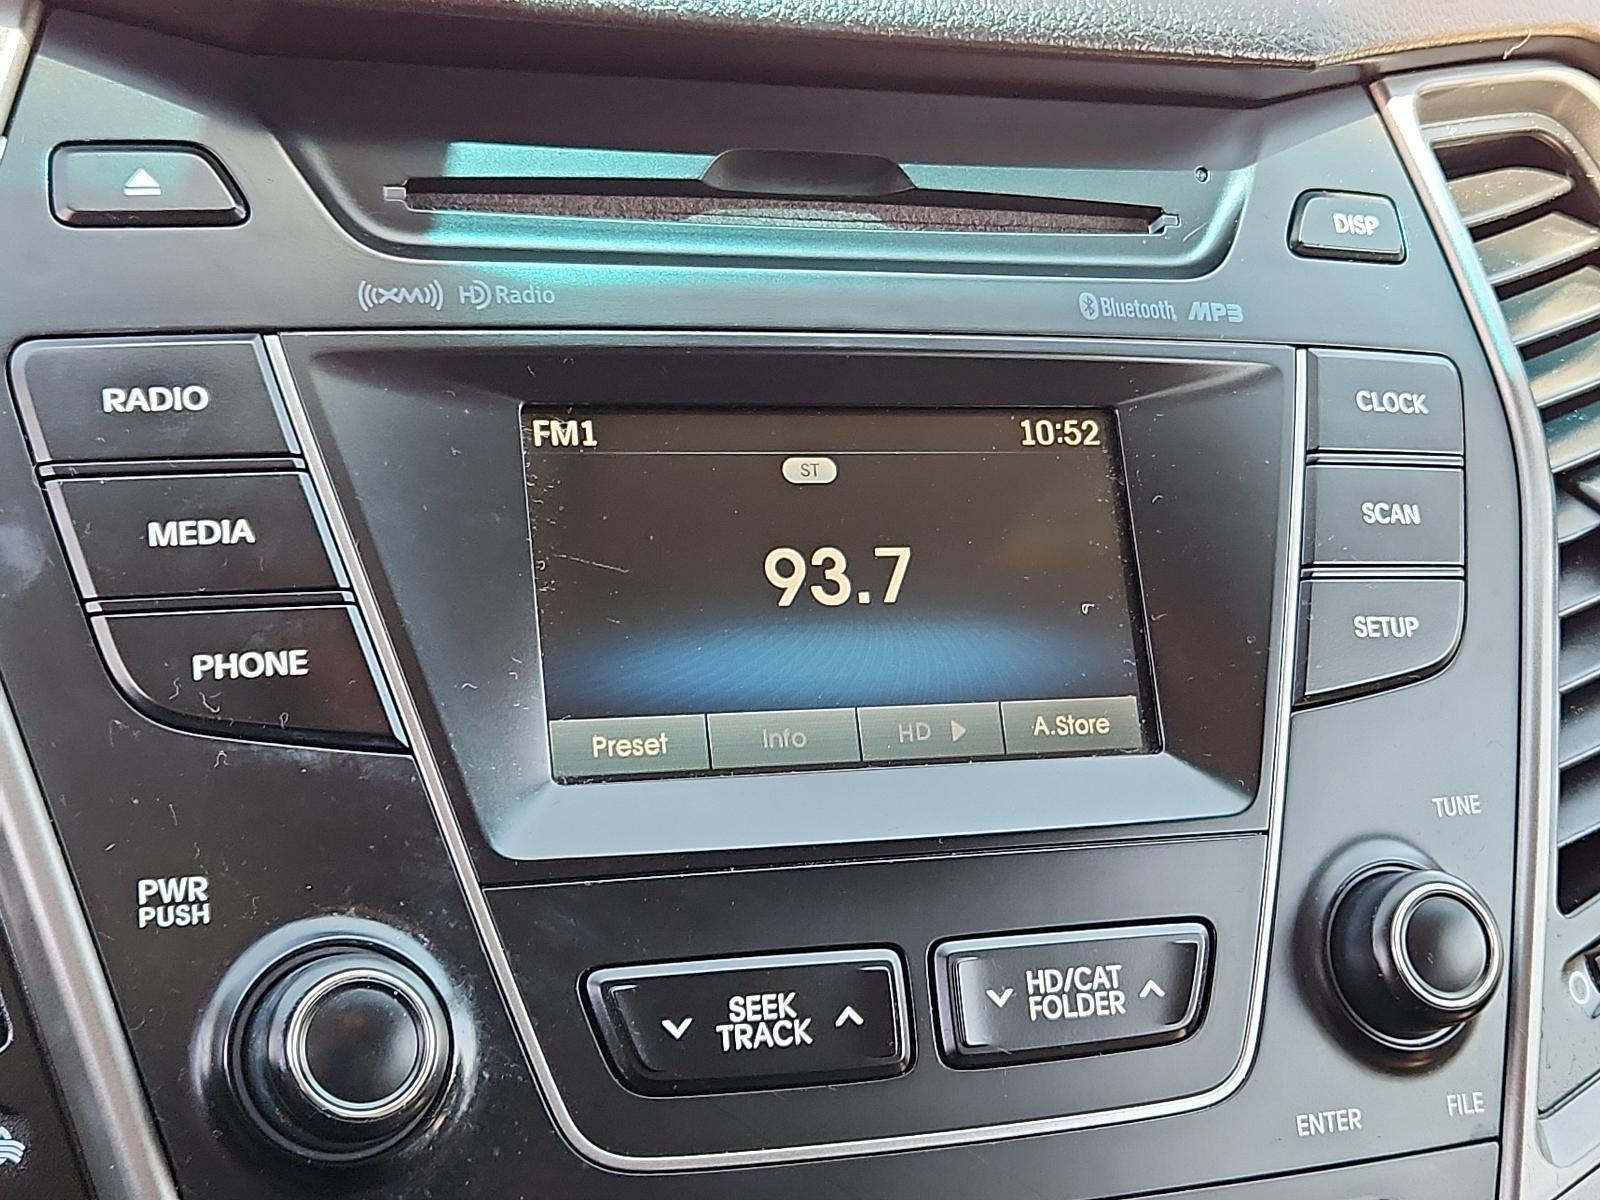 DISP
((XM)) HD Radio
Bluetooth MP3
RADIO
MEDIA
PHONE
FM1
10:52
ST
93.7
Preset
Info
HD
A.Store
CLOCK
SCAN
SETUP
TUNE
PWR
PUSH
SEEK
TRACK
HD/CAT
FOLDER
ENTER
FILE